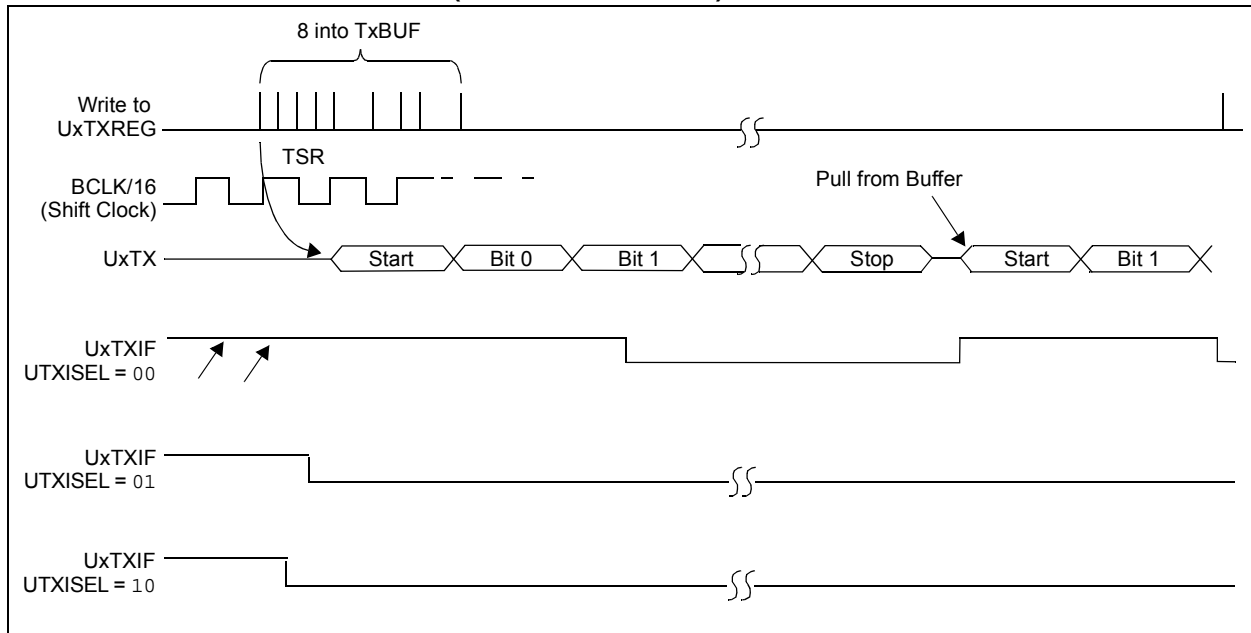 8 into TxBUF
Write to
UxTXREG
TSR
BCLK/16
(Shift Clock)
Pull from Buffer
UxTX
Start
Bit 0
Bit 1
Stop
Start
Bit 1
UxTXIF
UTXISEL = 00
UxTXIF
UTXISEL = 01
UxTXIF
UTXISEL = 10